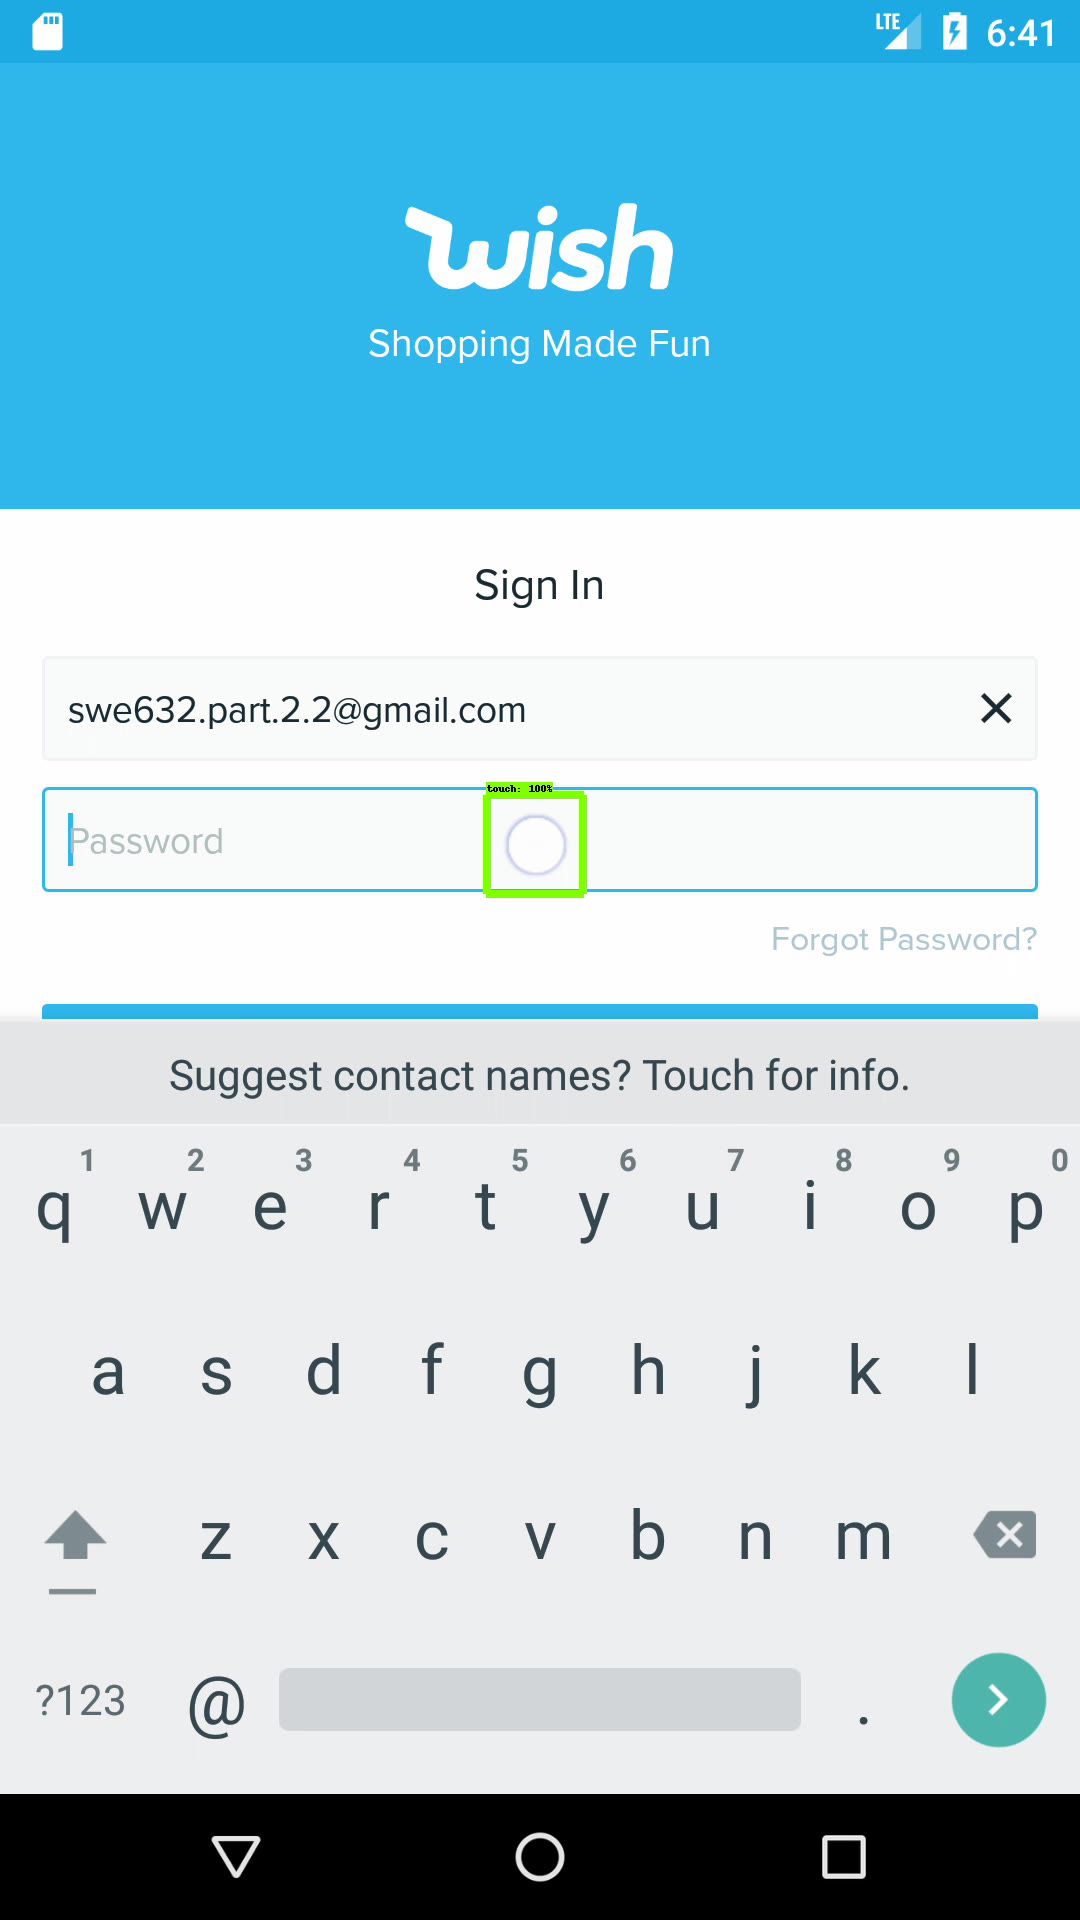 LTE 6:41
wish
Shopping Made Fun
Sign In
swe632.part.2.2@gmail.com
touch: 100%
Password
Forgot Password?
Suggest contact names? Touch for info.
1 2 3 4 5 6 7 8 9 0
q w e r t y u i o p
a s d f g h j k l
z x c v b n m
?123 @ .